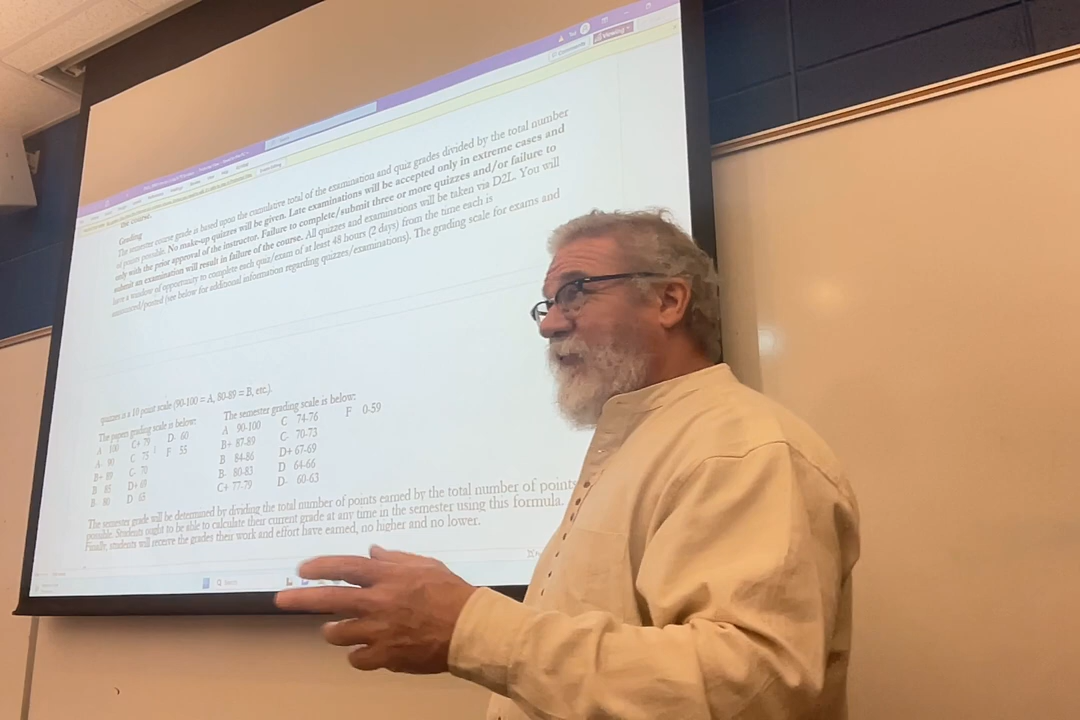 Viewing
Comments
the course.
Grading
The semester course grade is based upon the cumulative total of the examination and quiz grades divided by the total number
of points possible. No make-up quizzes will be given. Late examinations will be accepted only in extreme cases and
only with the prior approval of the instructor. Failure to complete/submit three or more quizzes and/or failure to
submit an examination will result in failure of the course. All quizzes and examinations will be taken via D2L. You will
have a window of opportunity to complete each quiz/exam of at least 48 hours (2 days) from the time each is
announced/posted (see below for additional information regarding quizzes/examinations). The grading scale for exams and
quizzes is a 10 point scale (90-100 = A, 80-89 = B, etc.).
The papers grading is below: The semester grading scale is below:
A 100 C+ 79 D- 60 A 90-100 C 74-76 F 0-59
A- 90 C 75 F 55 B+ 87-89 C- 70-73
B+ 89 C- 70 B 84-86 D+ 67-69
B 85 D+ 69 B- 80-83 D 64-66
B- 80 D 65 C+ 77-79 D- 60-63
The semester grade will be determined by dividing the total number of points earned by the total number of points
possible. Students ought to be able to calculate their current grade at any time in the semester using this formula.
Finally, students will receive the grades their work and effort have earned, no higher and no lower.
Search